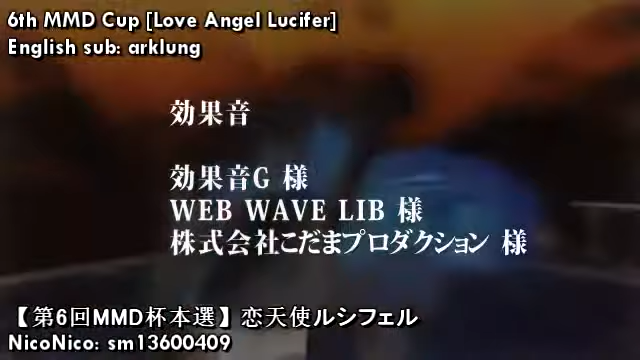 6th MMD Cup [Love Angel Lucifer]
English sub: arklung
効果音
効果音G 様
WEB WAVE LIB 様
株式会社こだまプロダクション 様
【第6回MMD杯本選】恋天使ルシフェル
NicoNico: sm13600409